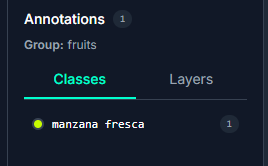 Annotations 1
Group: fruits
Classes Layers
manzana fresca 1